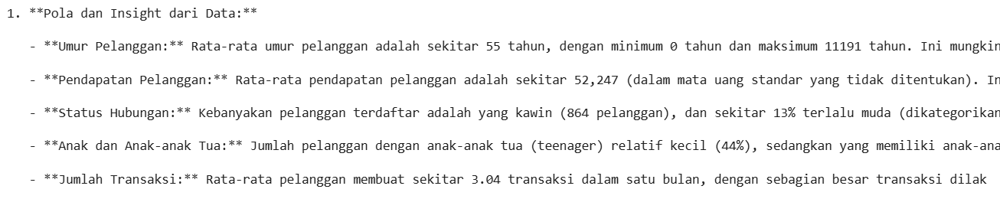 1. **Pola dan Insight dari Data:**
- **Umur Pelanggan:** Rata-rata umur pelanggan adalah sekitar 55 tahun, dengan minimum 0 tahun dan maksimum 11191 tahun. Ini mungkin
- **Pendapatan Pelanggan:** Rata-rata pendapatan pelanggan adalah sekitar 52,247 (dalam mata uang standar yang tidak ditentukan). In
- **Status Hubungan:** Kebanyakan pelanggan terdaftar adalah yang kawin (864 pelanggan), dan sekitar 13% terlalu muda (dikategorikan
- **Anak dan Anak-anak Tua:** Jumlah pelanggan dengan anak-anak tua (teenager) relatif kecil (44%), sedangkan yang memiliki anak-ana
- **Jumlah Transaksi:** Rata-rata pelanggan membuat sekitar 3.04 transaksi dalam satu bulan, dengan sebagian besar transaksi dilak